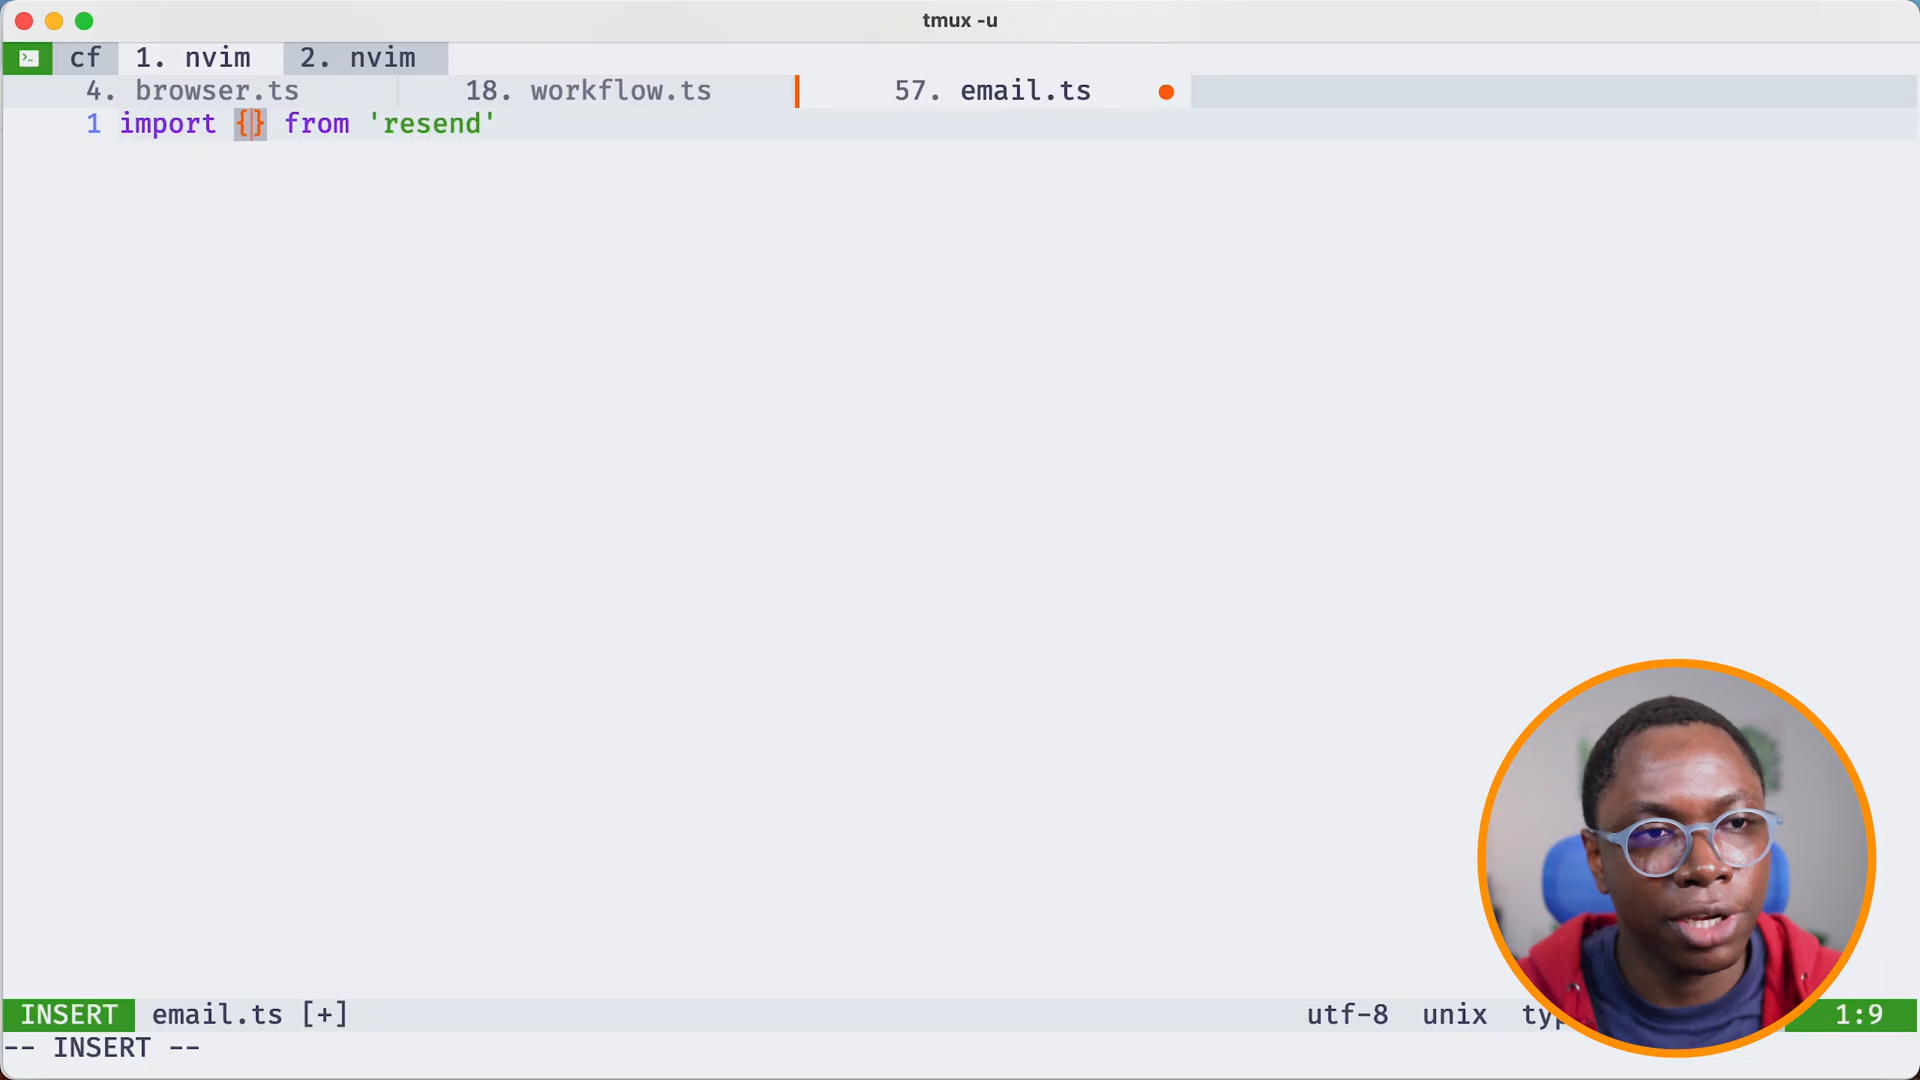 tmux -u
cf 1. nvim 2. nvim
4. browser.ts 18. workflow.ts 57. email.ts
1 import {} from 'resend'
INSERT email.ts [+] utf-8 unix 1:9
-- INSERT --